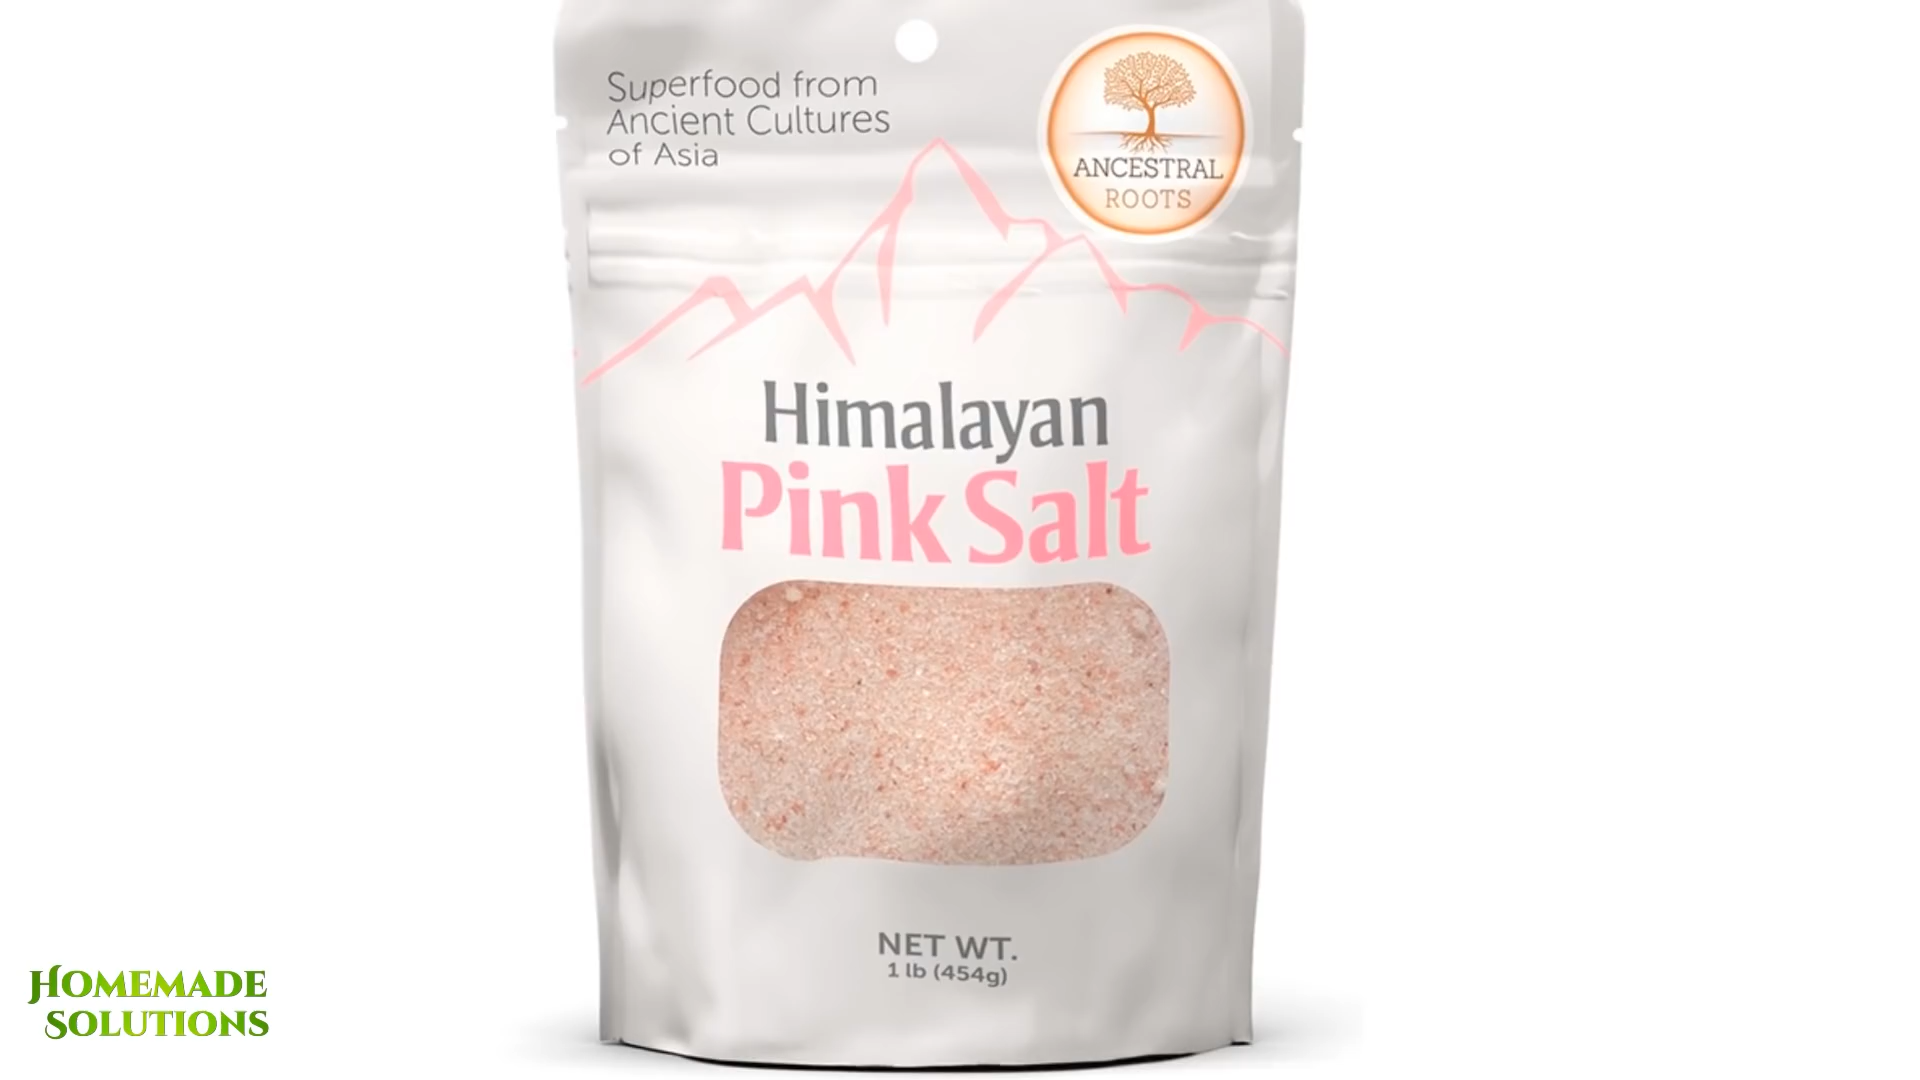 Superfood from
Ancient Cultures
of Asia
ANCESTRAL
ROOTS
Himalayan
Pink Salt
NET WT.
1 lb (454g)
HOMEMADE
SOLUTIONS